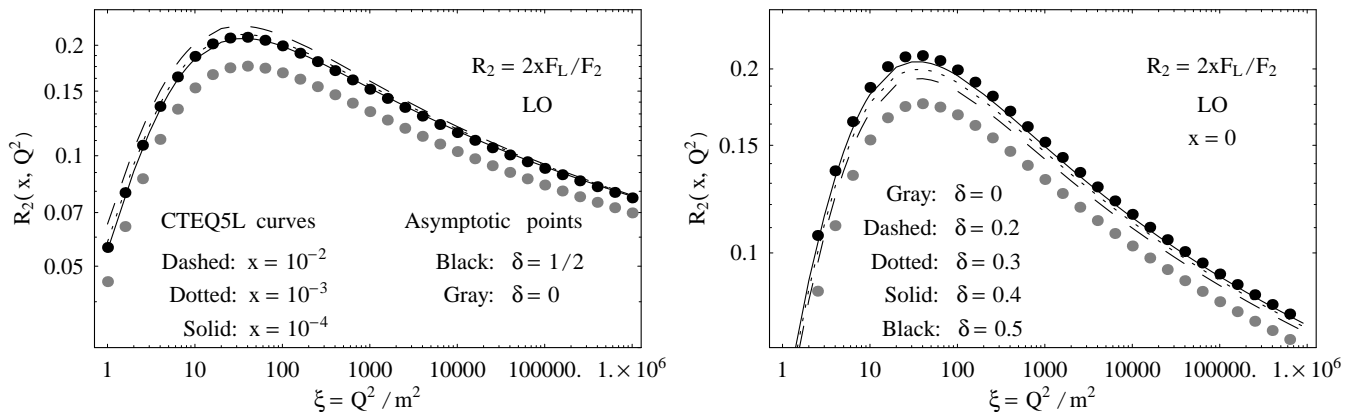 0.2
0.15
0.1
0.07
0.05
R₂(x, Q²)
R₂ = 2xF_L/F₂
LO
CTEQ5L curves
Dashed: x = 10⁻²
Dotted: x = 10⁻³
Solid: x = 10⁻⁴
Asymptotic points
Black: δ = 1/2
Gray: δ = 0
1 10 100 1000 10000 100000. 1.×10⁶
ξ = Q²/m²
0.2
0.15
0.1
R₂(x, Q²)
R₂ = 2xF_L/F₂
LO
x = 0
Gray: δ = 0
Dashed: δ = 0.2
Dotted: δ = 0.3
Solid: δ = 0.4
Black: δ = 0.5
1 10 100 1000 10000 100000. 1.×10⁶
ξ = Q²/m²